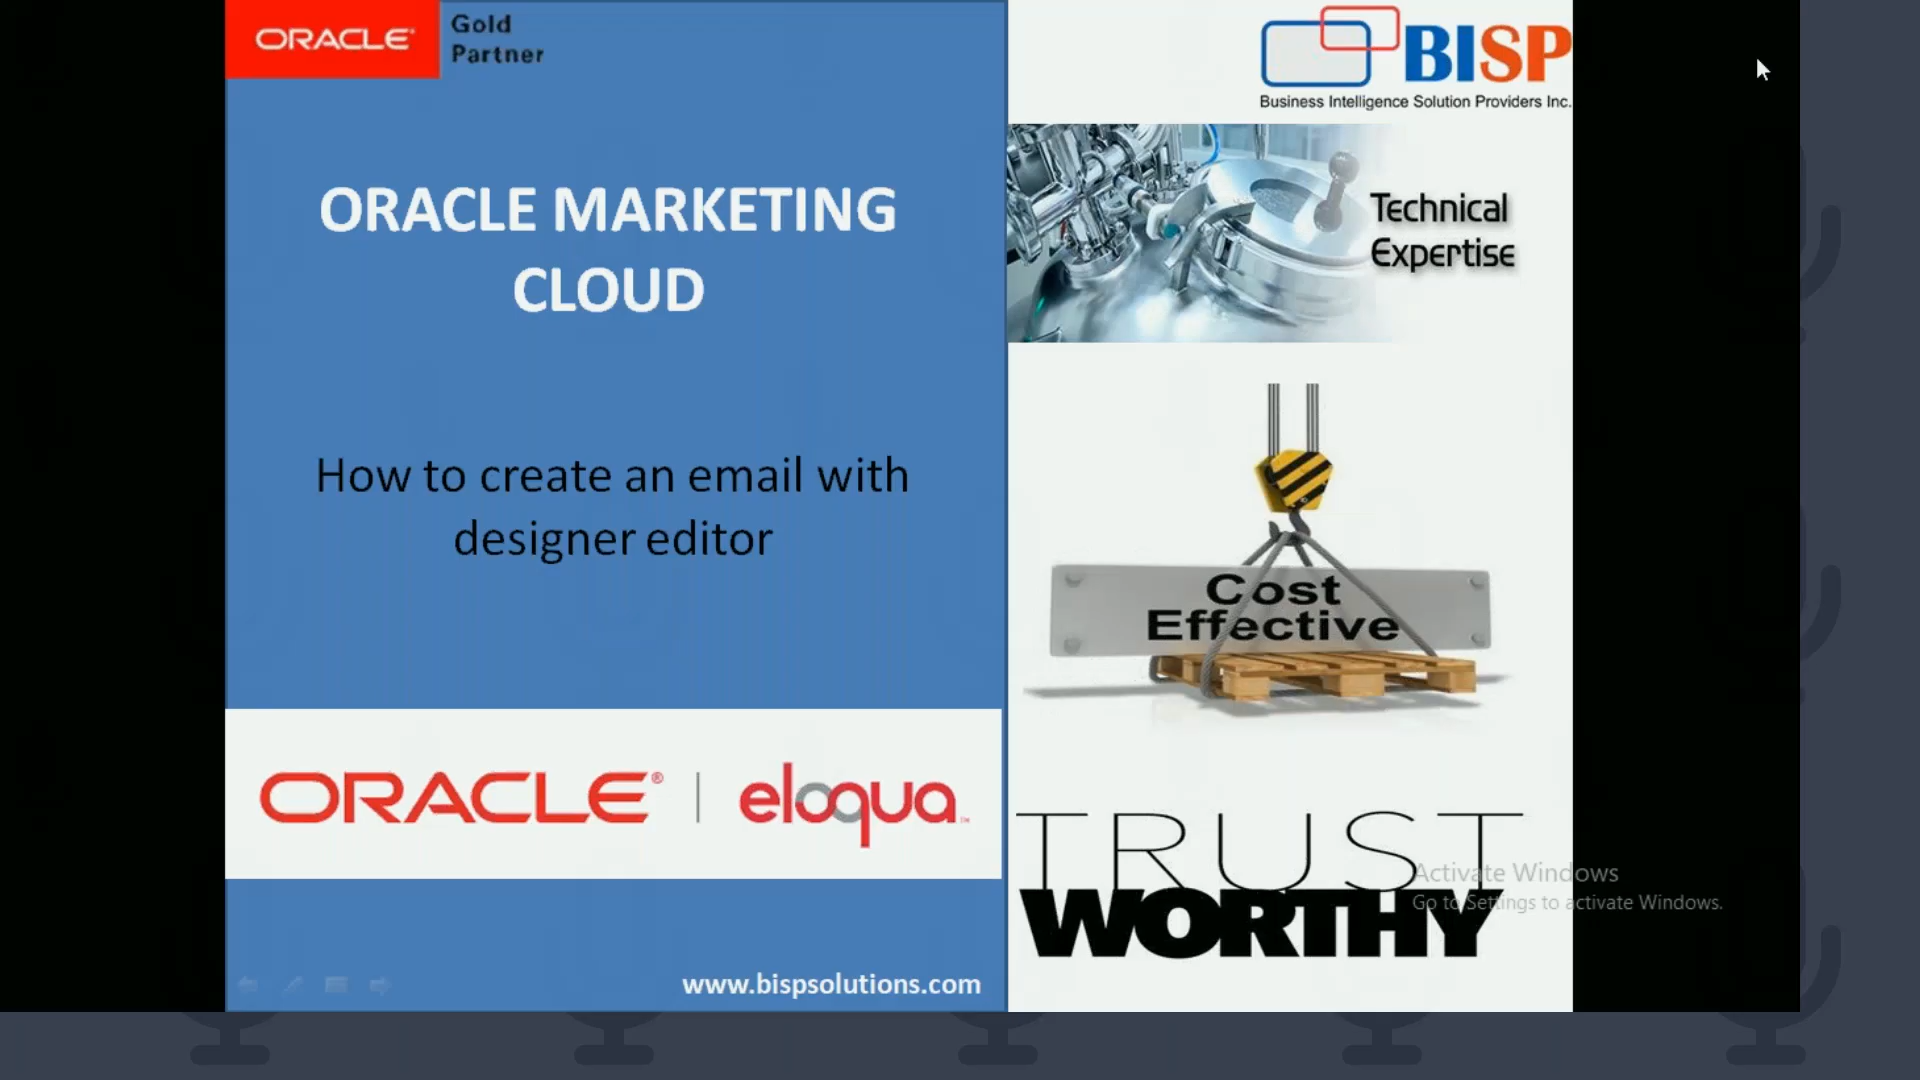 ORACLE®
Gold
Partner
ORACLE MARKETING
CLOUD
How to create an email with
designer editor
ORACLE® | eloqua™
www.bispsolutions.com
BISP
Business Intelligence Solution Providers Inc.
Technical
Expertise
Cost
Effective
TRUST
WORTHY
Activate Windows
Go to Settings to activate Windows.